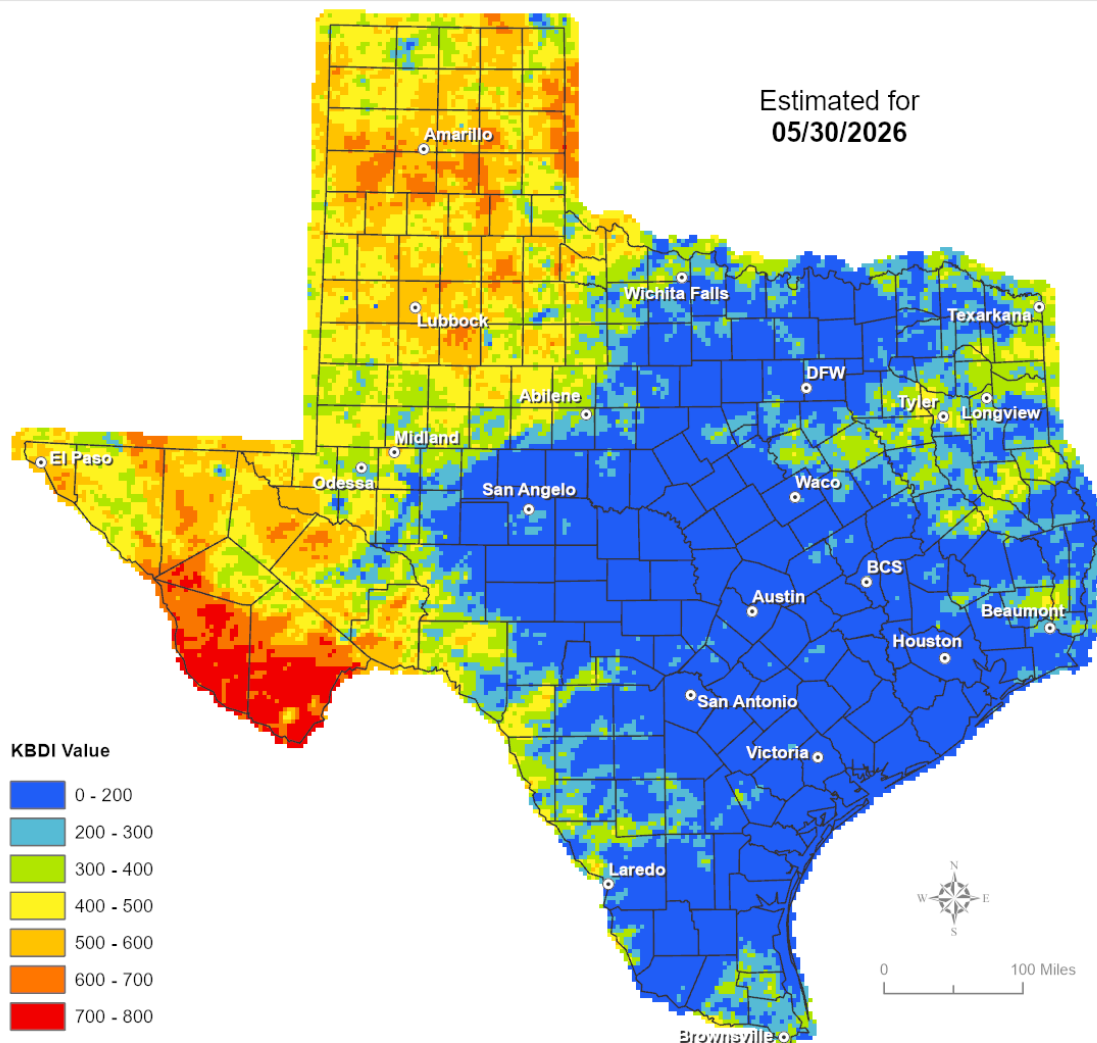 Estimated for
05/30/2026
Amarillo
Wichita Falls
Lubbock
Texarkana
DFW
Abilene
Tyler
Longview
Midland
El Paso
Odessa
San Angelo
Waco
BCS
Austin
Beaumont
Houston
San Antonio
Victoria
Laredo
Brownsville
KBDI Value
0 - 200
200 - 300
300 - 400
400 - 500
500 - 600
600 - 700
700 - 800
N
W E
S
0 100 Miles